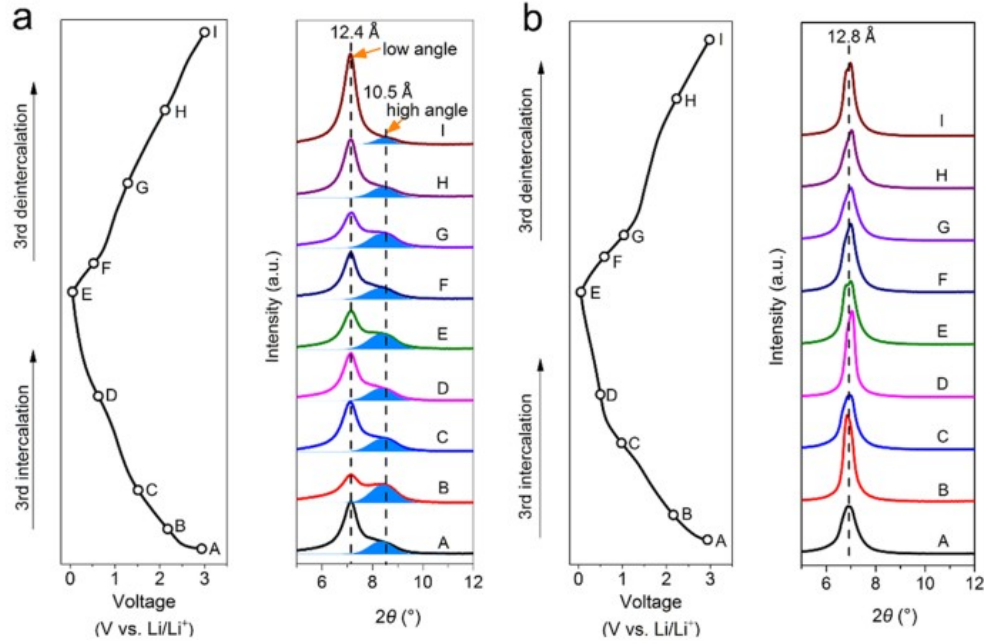 a
3rd deintercalation
3rd intercalation
I
H
G
F
E
D
C
B
A
0 1 2 3
Voltage
(V vs. Li/Li⁺)
12.4 Å
low angle
10.5 Å
high angle
Intensity (a.u.)
I
H
G
F
E
D
C
B
A
6 8 10 12
2θ (°)
b
3rd deintercalation
3rd intercalation
I
H
G
F
E
D
C
B
A
0 1 2 3
Voltage
(V vs. Li/Li⁺)
12.8 Å
Intensity (a.u.)
I
H
G
F
E
D
C
B
A
6 8 10 12
2θ (°)